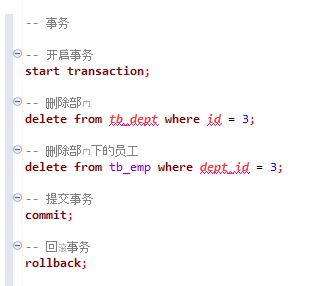 -- 事务
-- 开启事务
start transaction;
-- 删除部门
delete from tb_dept where id = 3;
-- 删除部门下的员工
delete from tb_emp where dept_id = 3;
-- 提交事务
commit;
-- 回滚事务
rollback;